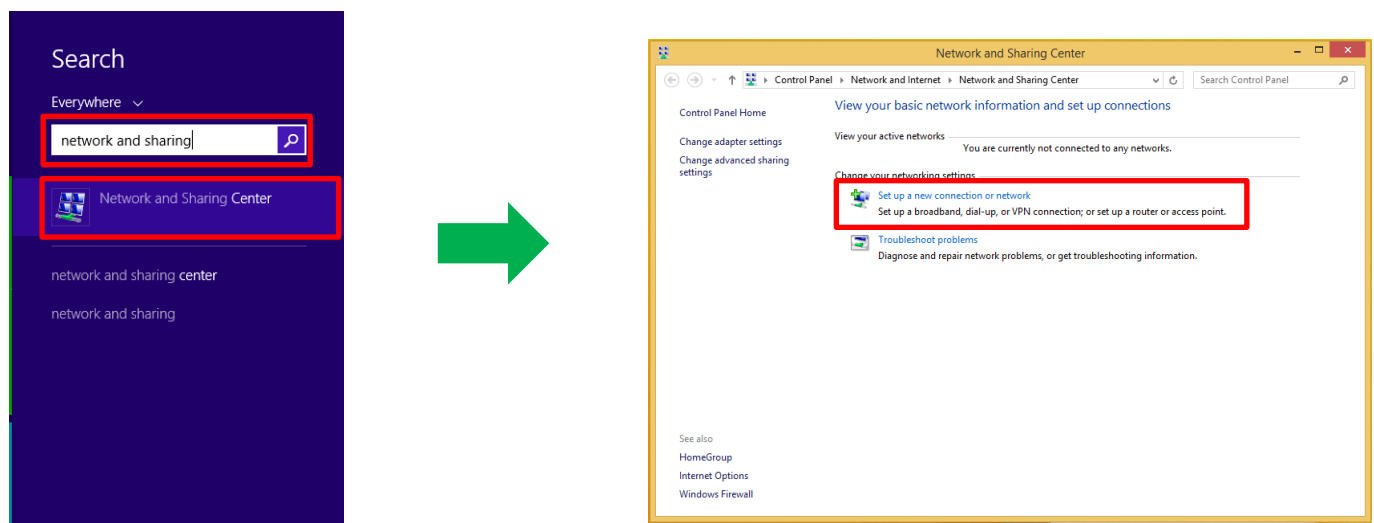 Search
Everywhere
network and sharing
Network and Sharing Center
network and sharing center
network and sharing
Network and Sharing Center
Control Panel ▸ Network and Internet ▸ Network and Sharing Center
Search Control Panel
Control Panel Home
Change adapter settings
Change advanced sharing
settings
See also
HomeGroup
Internet Options
Windows Firewall
View your basic network information and set up connections
View your active networks
You are currently not connected to any networks.
Change your networking settings
Set up a new connection or network
Set up a broadband, dial-up, or VPN connection; or set up a router or access point.
Troubleshoot problems
Diagnose and repair network problems, or get troubleshooting information.